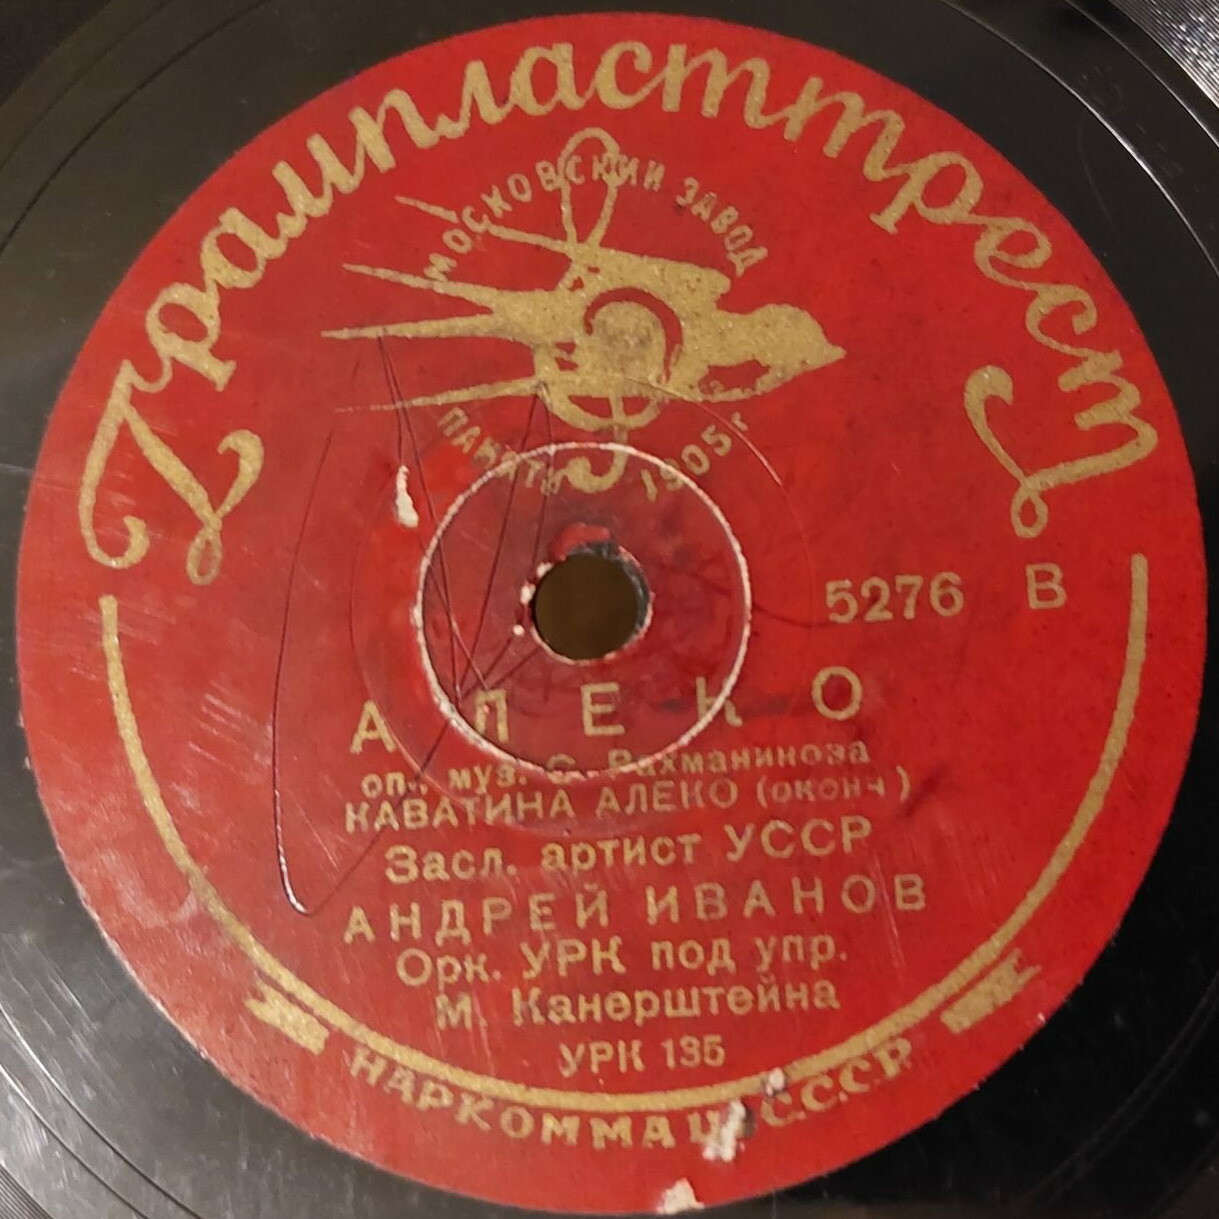 Грампласттрест
МОСКОВСКИЙ ЗАВОД
ПАМЯТИ 1905 г.
5276 В
АЛЕКО
оп. муз. С. Рахманинова
КАВАТИНА АЛЕКО (оконч)
Засл. артист УССР
АНДРЕЙ ИВАНОВ
Орк. УРК под упр.
М. Канерштейна
УРК 135
НАРКОММАШ С.С.С.Р.